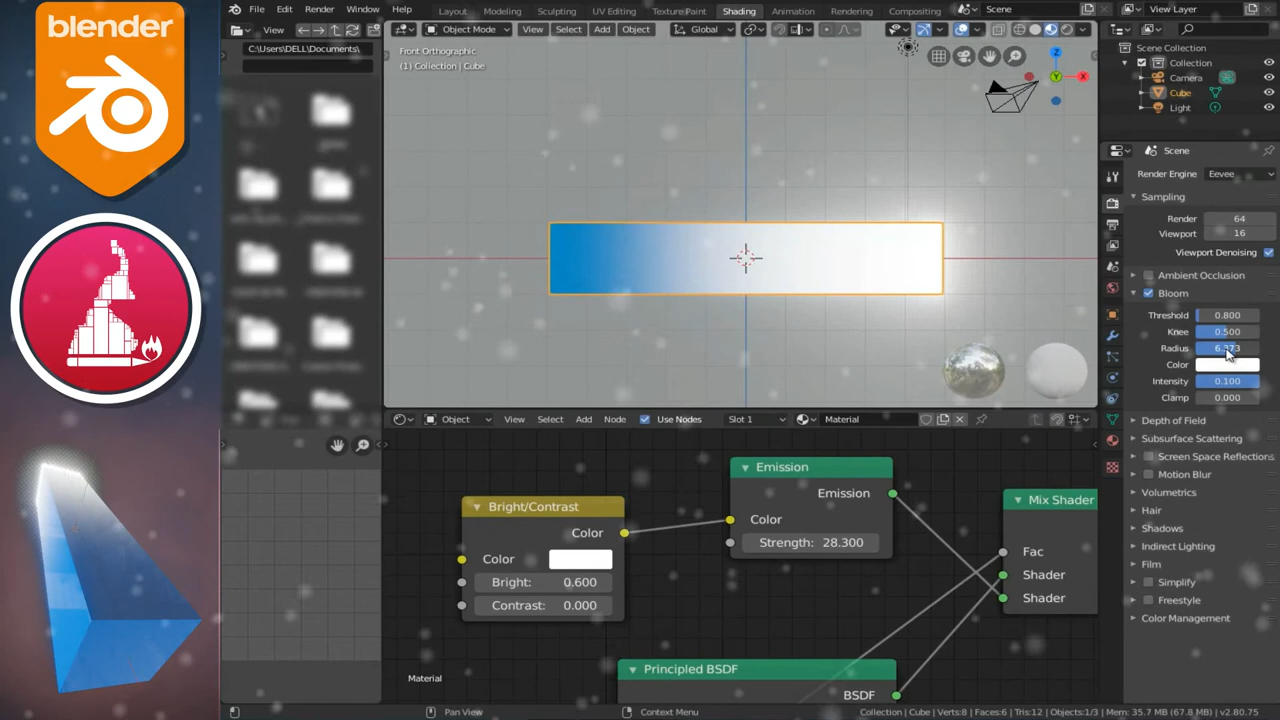 blender
File Edit Render Window Help
Layout Modeling Sculpting UV Editing Texture Paint Shading Animation Rendering Compositing
Scene
View Layer
View
Object Mode
View Select Add Object
Global
C:\Users\DELL\Documents\
Front Orthographic
(1) Collection | Cube
Scene Collection
Collection
Camera
Cube
Light
Scene
Render Engine Eevee
Sampling
Render 64
Viewport 16
Viewport Denoising
Ambient Occlusion
Bloom
Threshold 0.800
Knee 0.500
Radius
Color
Intensity 0.100
Clamp 0.000
Depth of Field
Subsurface Scattering
Screen Space Reflections
Motion Blur
Volumetrics
Hair
Shadows
Indirect Lighting
Film
Simplify
Freestyle
Color Management
Object View Select Add Node Use Nodes Slot 1 Material
Emission
Emission
Color
Strength: 28.300
Bright/Contrast
Color
Color
Bright: 0.600
Contrast: 0.000
Mix Shader
Fac
Shader
Shader
Principled BSDF
BSDF
Material
Pan View
Context Menu
Collection | Cube | Verts:8 | Faces:6 | Tris:12 | Objects:1/3 | Mem: 35.7 MB (67.8 MB) | v2.80.75